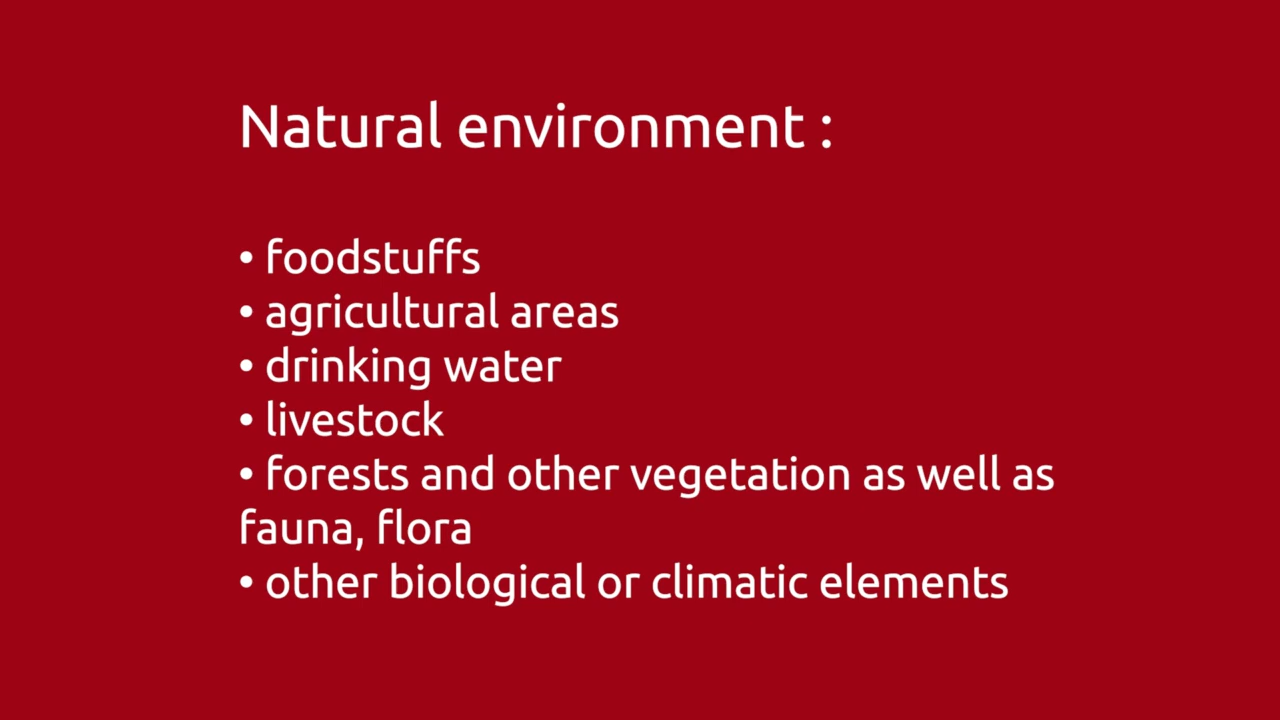 Natural environment :
• foodstuffs
• agricultural areas
• drinking water
• livestock
• forests and other vegetation as well as
fauna, flora
• other biological or climatic elements